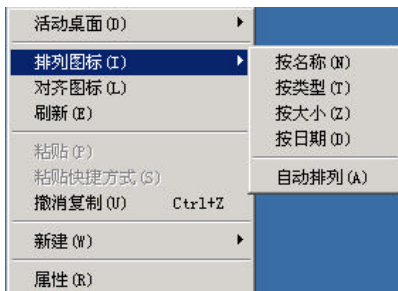 活动桌面(D)
排列图标(I)
对齐图标(L)
刷新(E)
粘贴(P)
粘贴快捷方式(S)
撤消复制(U) Ctrl+Z
新建(W)
属性(R)
按名称(N)
按类型(T)
按大小(Z)
按日期(D)
自动排列(A)